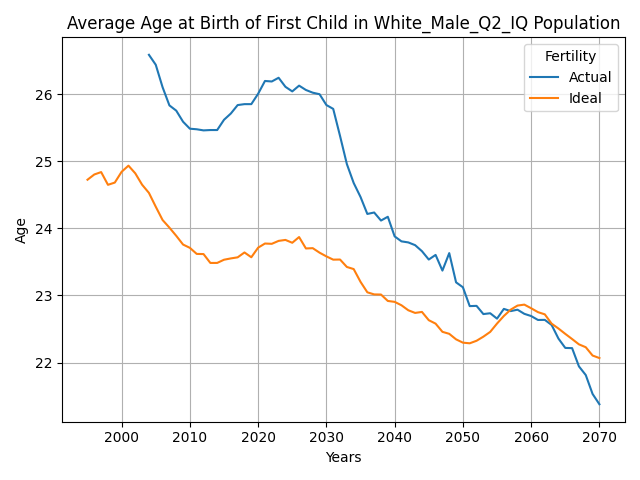 Average Age at Birth of First Child in White_Male_Q2_IQ Population
Fertility
Actual
Ideal
Age
26
25
24
23
22
2000 2010 2020 2030 2040 2050 2060 2070
Years